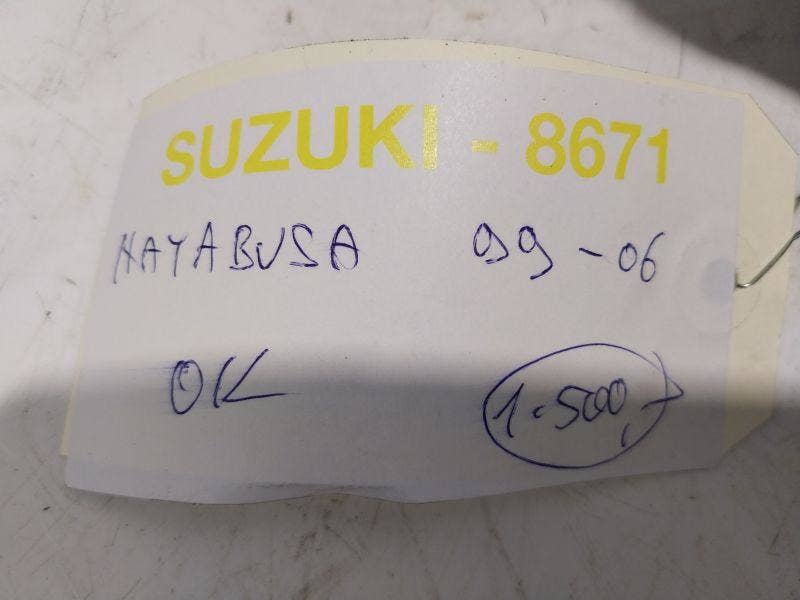 SUZUKI - 8671
HAYABUSA 99 - 06
OK 1.500,-